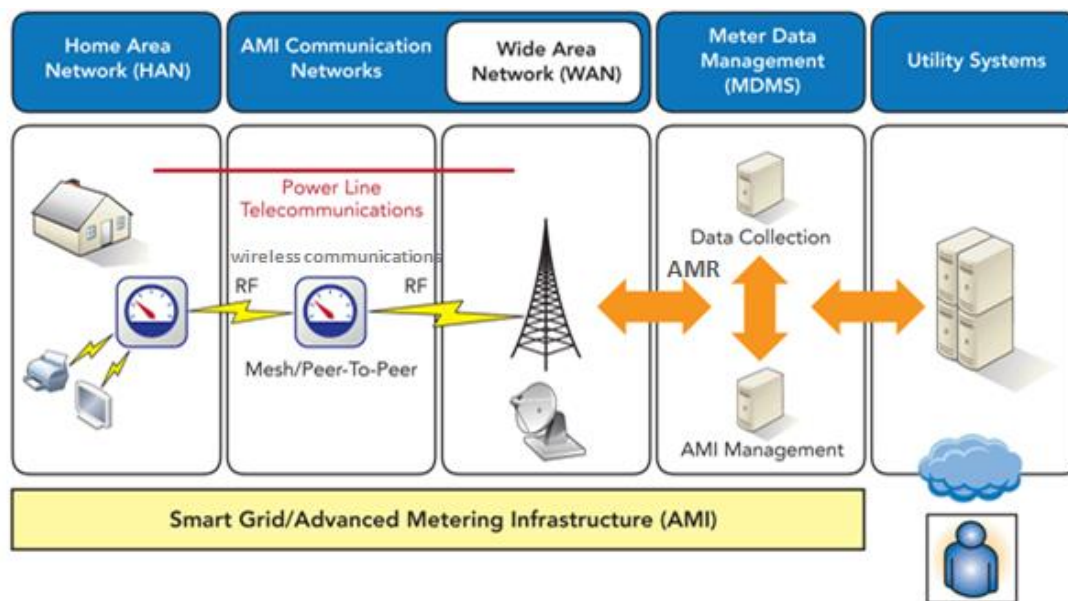 Home Area
Network (HAN)
AMI Communication
Networks
Wide Area
Network (WAN)
Meter Data
Management
(MDMS)
Utility Systems
Power Line
Telecommunications
wireless communications
RF
RF
Mesh/Peer-To-Peer
Data Collection
AMR
AMI Management
Smart Grid/Advanced Metering Infrastructure (AMI)